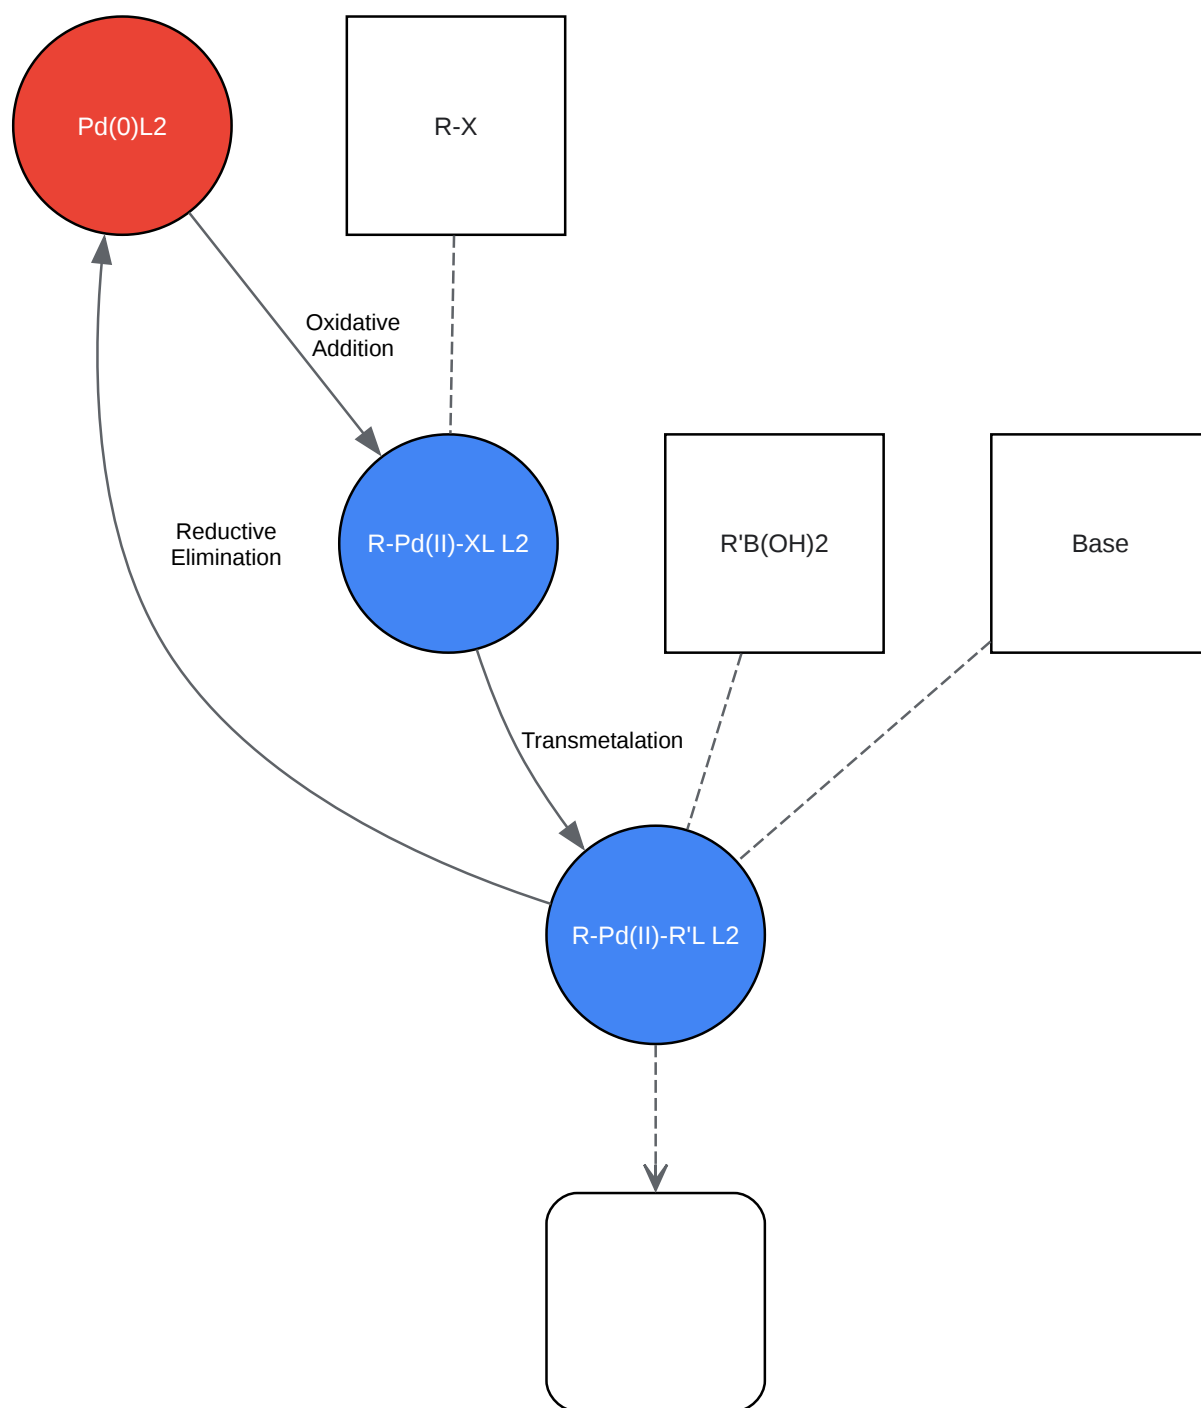 Pd(0)L2
R-X
Oxidative
Addition
Reductive
Elimination
R-Pd(II)-XL L2
R'B(OH)2
Base
Transmetalation
R-Pd(II)-R'L L2